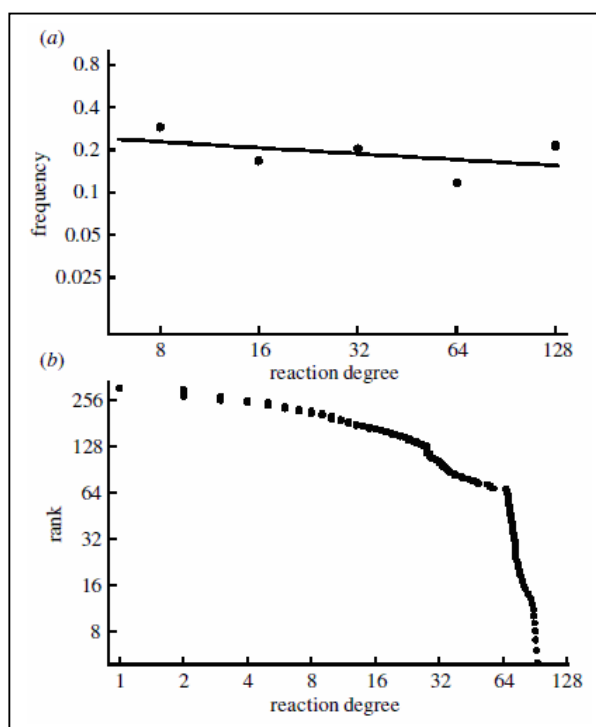 (a)
0.8
0.4
0.2
0.1
0.05
0.025
frequency
8 16 32 64 128
reaction degree
(b)
256
128
64
32
16
8
rank
1 2 4 8 16 32 64 128
reaction degree